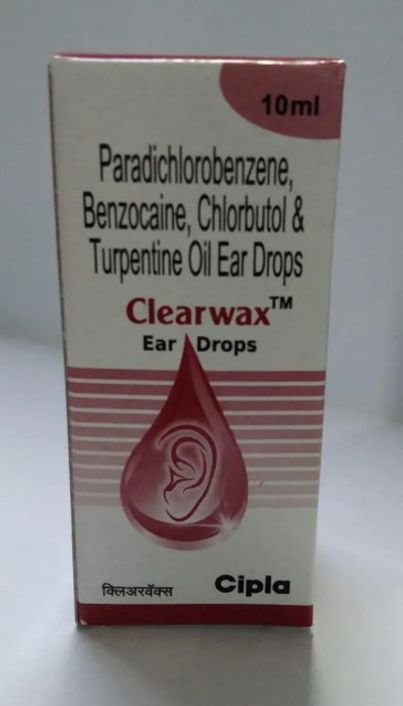 10ml
Paradichlorobenzene,
Benzocaine, Chlorbutol &
Turpentine Oil Ear Drops
Clearwax™
Ear Drops
क्लिअरवॅक्स
Cipla